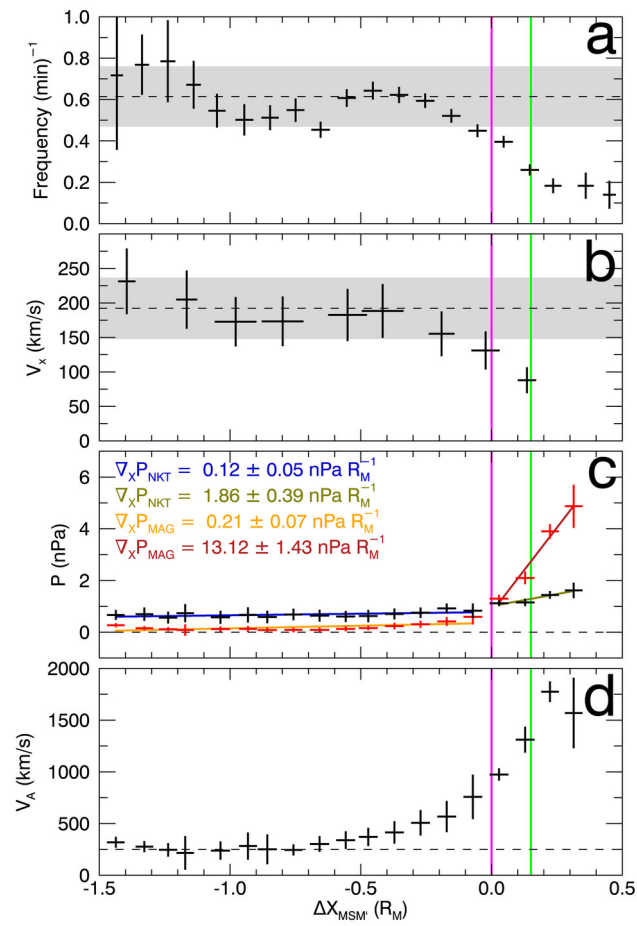 a
1.0
0.8
0.6
0.4
0.2
0.0
Frequency (min)⁻¹
b
250
200
150
100
50
0
Vₓ (km/s)
c
∇ₓP_NKT = 0.12 ± 0.05 nPa R_M⁻¹
∇ₓP_NKT = 1.86 ± 0.39 nPa R_M⁻¹
∇ₓP_MAG = 0.21 ± 0.07 nPa R_M⁻¹
∇ₓP_MAG = 13.12 ± 1.43 nPa R_M⁻¹
6
4
2
0
P (nPa)
d
2000
1500
1000
500
0
V_A (km/s)
-1.5 -1.0 -0.5 0.0 0.5
ΔX_MSM' (R_M)